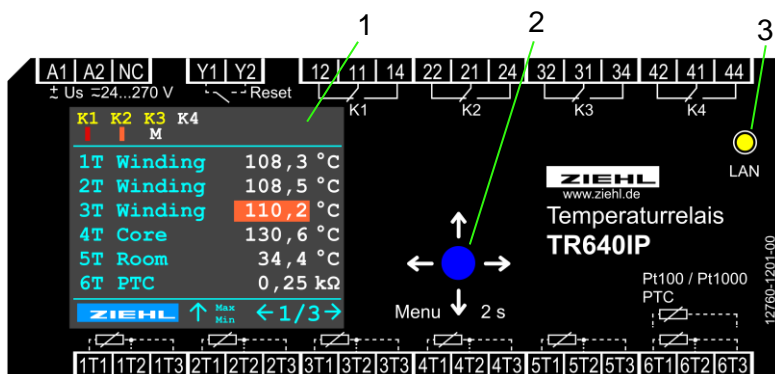 1 2 3
A1 A2 NC Y1 Y2 12 11 14 22 21 24 32 31 34 42 41 44
± Us ≂24...270 V Reset K1 K2 K3 K4
K1 K2 K3 K4
M
1T Winding 108,3 °C
2T Winding 108,5 °C
3T Winding 110,2 °C
4T Core 130,6 °C
5T Room 34,4 °C
6T PTC 0,25 kΩ
ZIEHL ↑ Max Min ←1/3→
Menu 2 s
LAN
ZIEHL
www.ziehl.de
Temperaturrelais
TR640IP
Pt100 / Pt1000
PTC
12760-1201-00
1T1 1T2 1T3 2T1 2T2 2T3 3T1 3T2 3T3 4T1 4T2 4T3 5T1 5T2 5T3 6T1 6T2 6T3